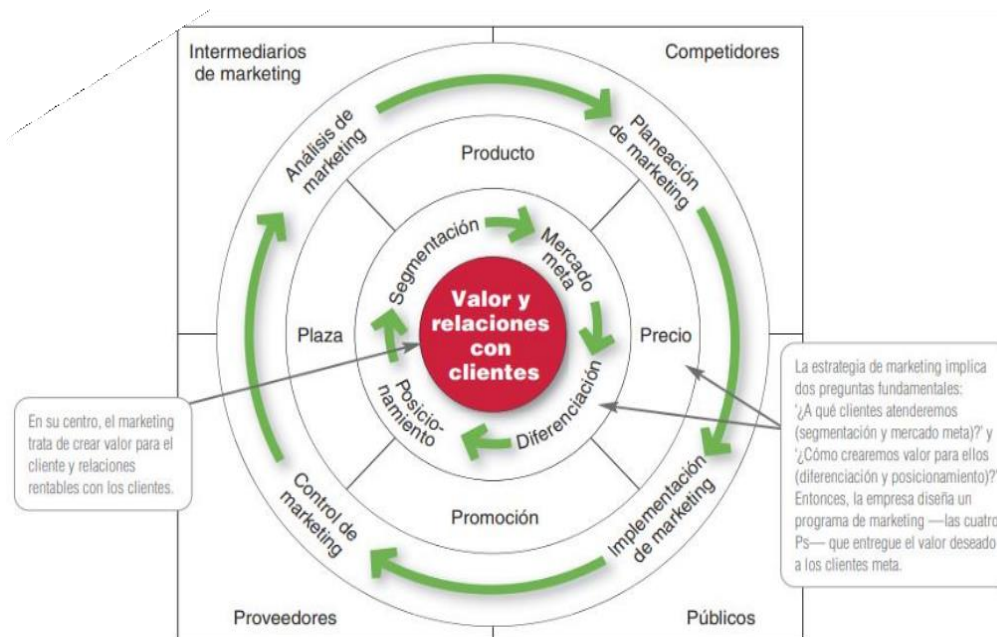 Intermediarios
de marketing
Competidores
Análisis de
marketing
Planeación
de marketing
Producto
Segmentación
Mercado
meta
Plaza
Valor y
relaciones
con
clientes
Precio
Posicio-
namiento
Diferenciación
Control de
marketing
Promoción
Implementación
de marketing
Proveedores
Públicos
En su centro, el marketing
trata de crear valor para el
cliente y relaciones
rentables con los clientes.
La estrategia de marketing implica
dos preguntas fundamentales:
‘¿A qué clientes atenderemos
(segmentación y mercado meta)?’ y
‘¿Cómo crearemos valor para ellos
(diferenciación y posicionamiento)?’
Entonces, la empresa diseña un
programa de marketing —las cuatro
Ps— que entregue el valor deseado
a los clientes meta.